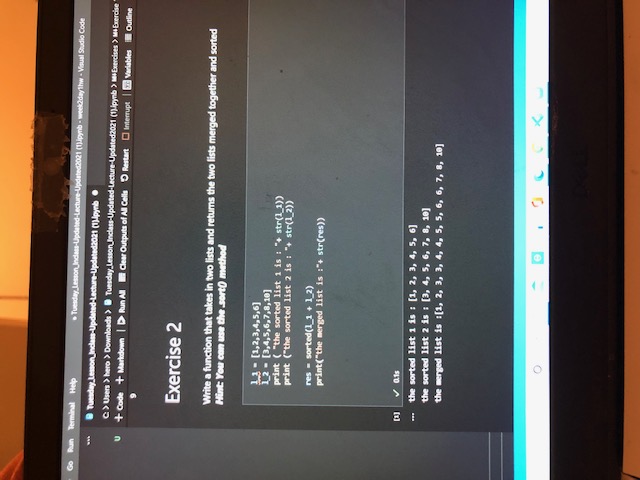 Go Run Terminal Help
Tuesday_Lesson_Inclass-Updated-Lecture-Updated2021 (1).ipynb - week2day1hw - Visual Studio Code
Tuesday_Lesson_Inclass-Updated-Lecture-Updated2021 (1).ipynb ●
C: > Users > hero > Downloads > Tuesday_Lesson_Inclass-Updated-Lecture-Updated2021 (1).ipynb > M↓Exercises > M↓Exercise
U
+ Code + Markdown Run All Clear Outputs of All Cells Restart Interrupt Variables Outline
9
Exercise 2
Write a function that takes in two lists and returns the two lists merged together and sorted
Hint: You can use the .sort() method
l_1 = [1,2,3,4,5,6]
l_2 = [3,4,5,6,7,8,10]
print ( "the sorted list 1 is : "+ str(l_1))
print ("the sorted list 2 is : "+ str(l_2))
res = sorted(l_1 + l_2)
print("the merged list is :"+ str(res))
[1] ✓ 0.1s
... the sorted list 1 is : [1, 2, 3, 4, 5, 6]
the sorted list 2 is : [3, 4, 5, 6, 7, 8, 10]
the merged list is :[1, 2, 3, 3, 4, 4, 5, 5, 6, 6, 7, 8, 10]
DELL